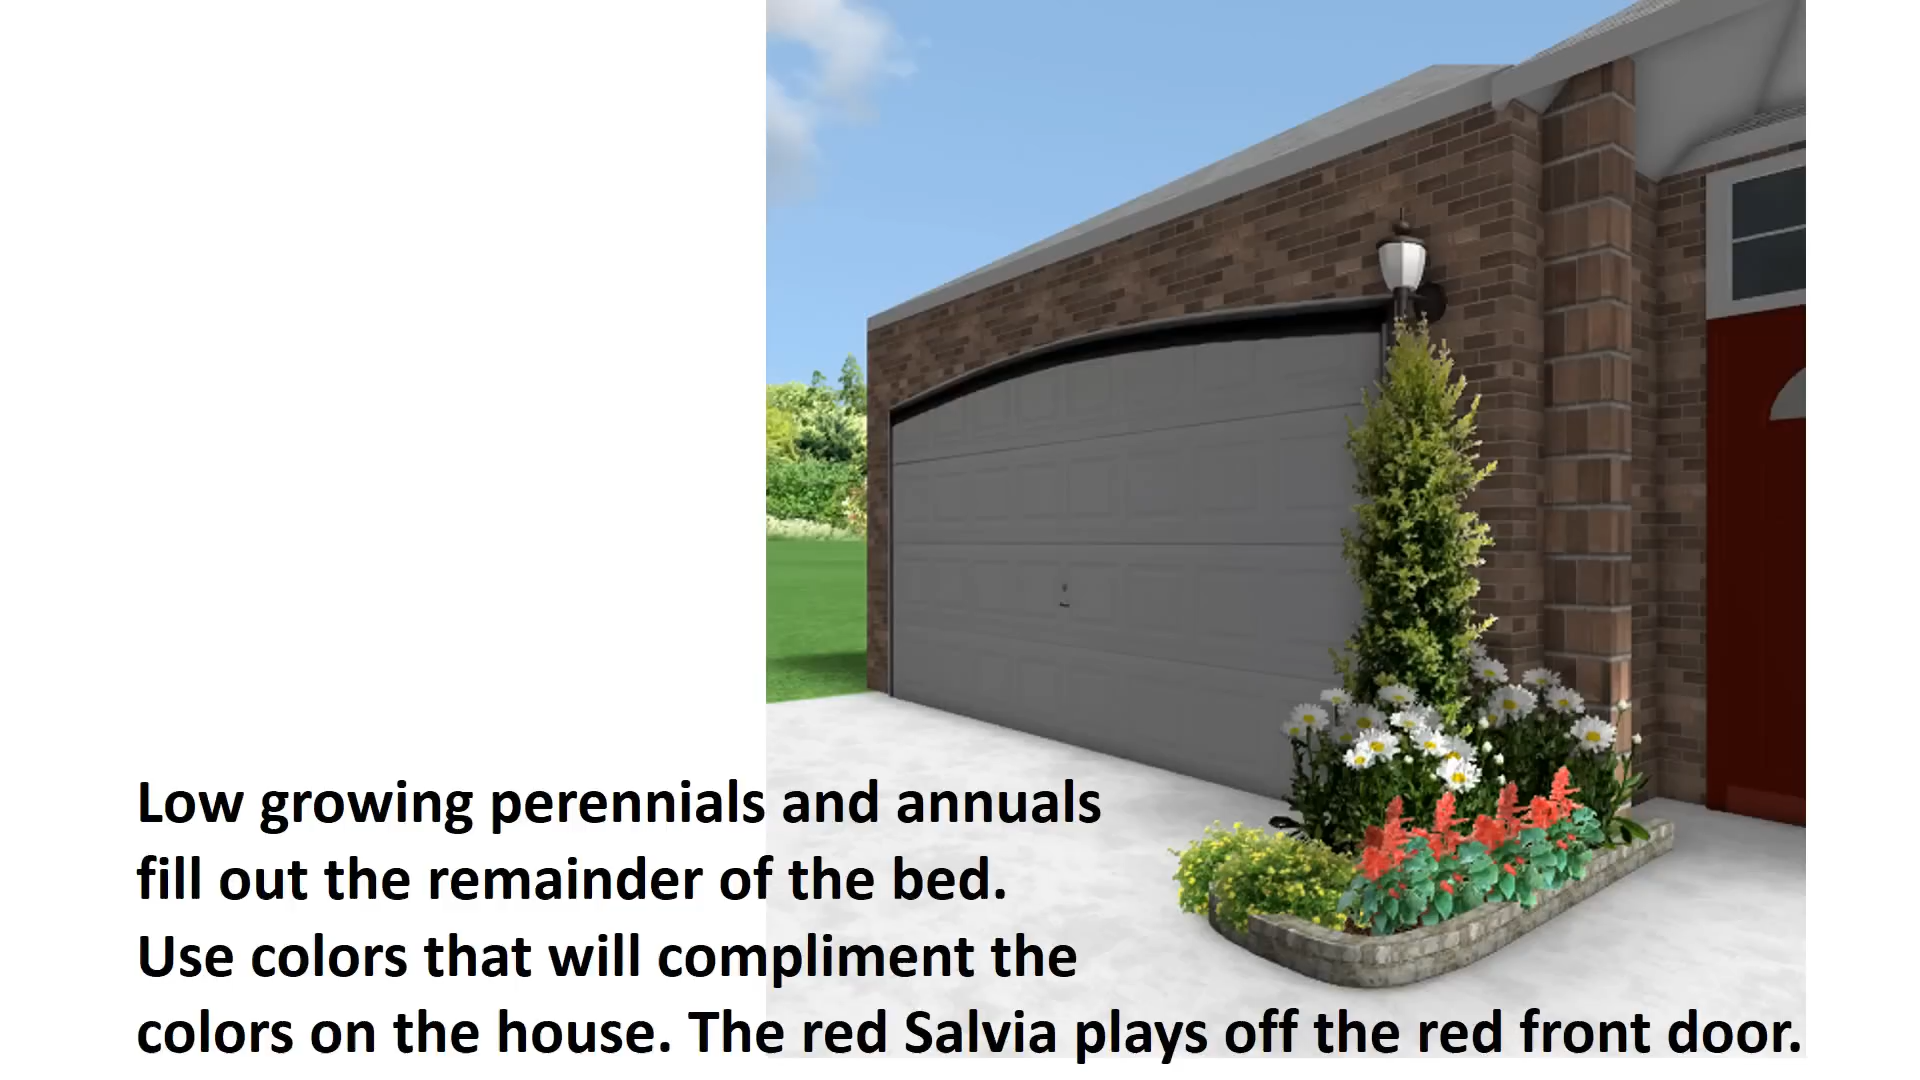 Low growing perennials and annuals
fill out the remainder of the bed.
Use colors that will compliment the
colors on the house. The red Salvia plays off the red front door.